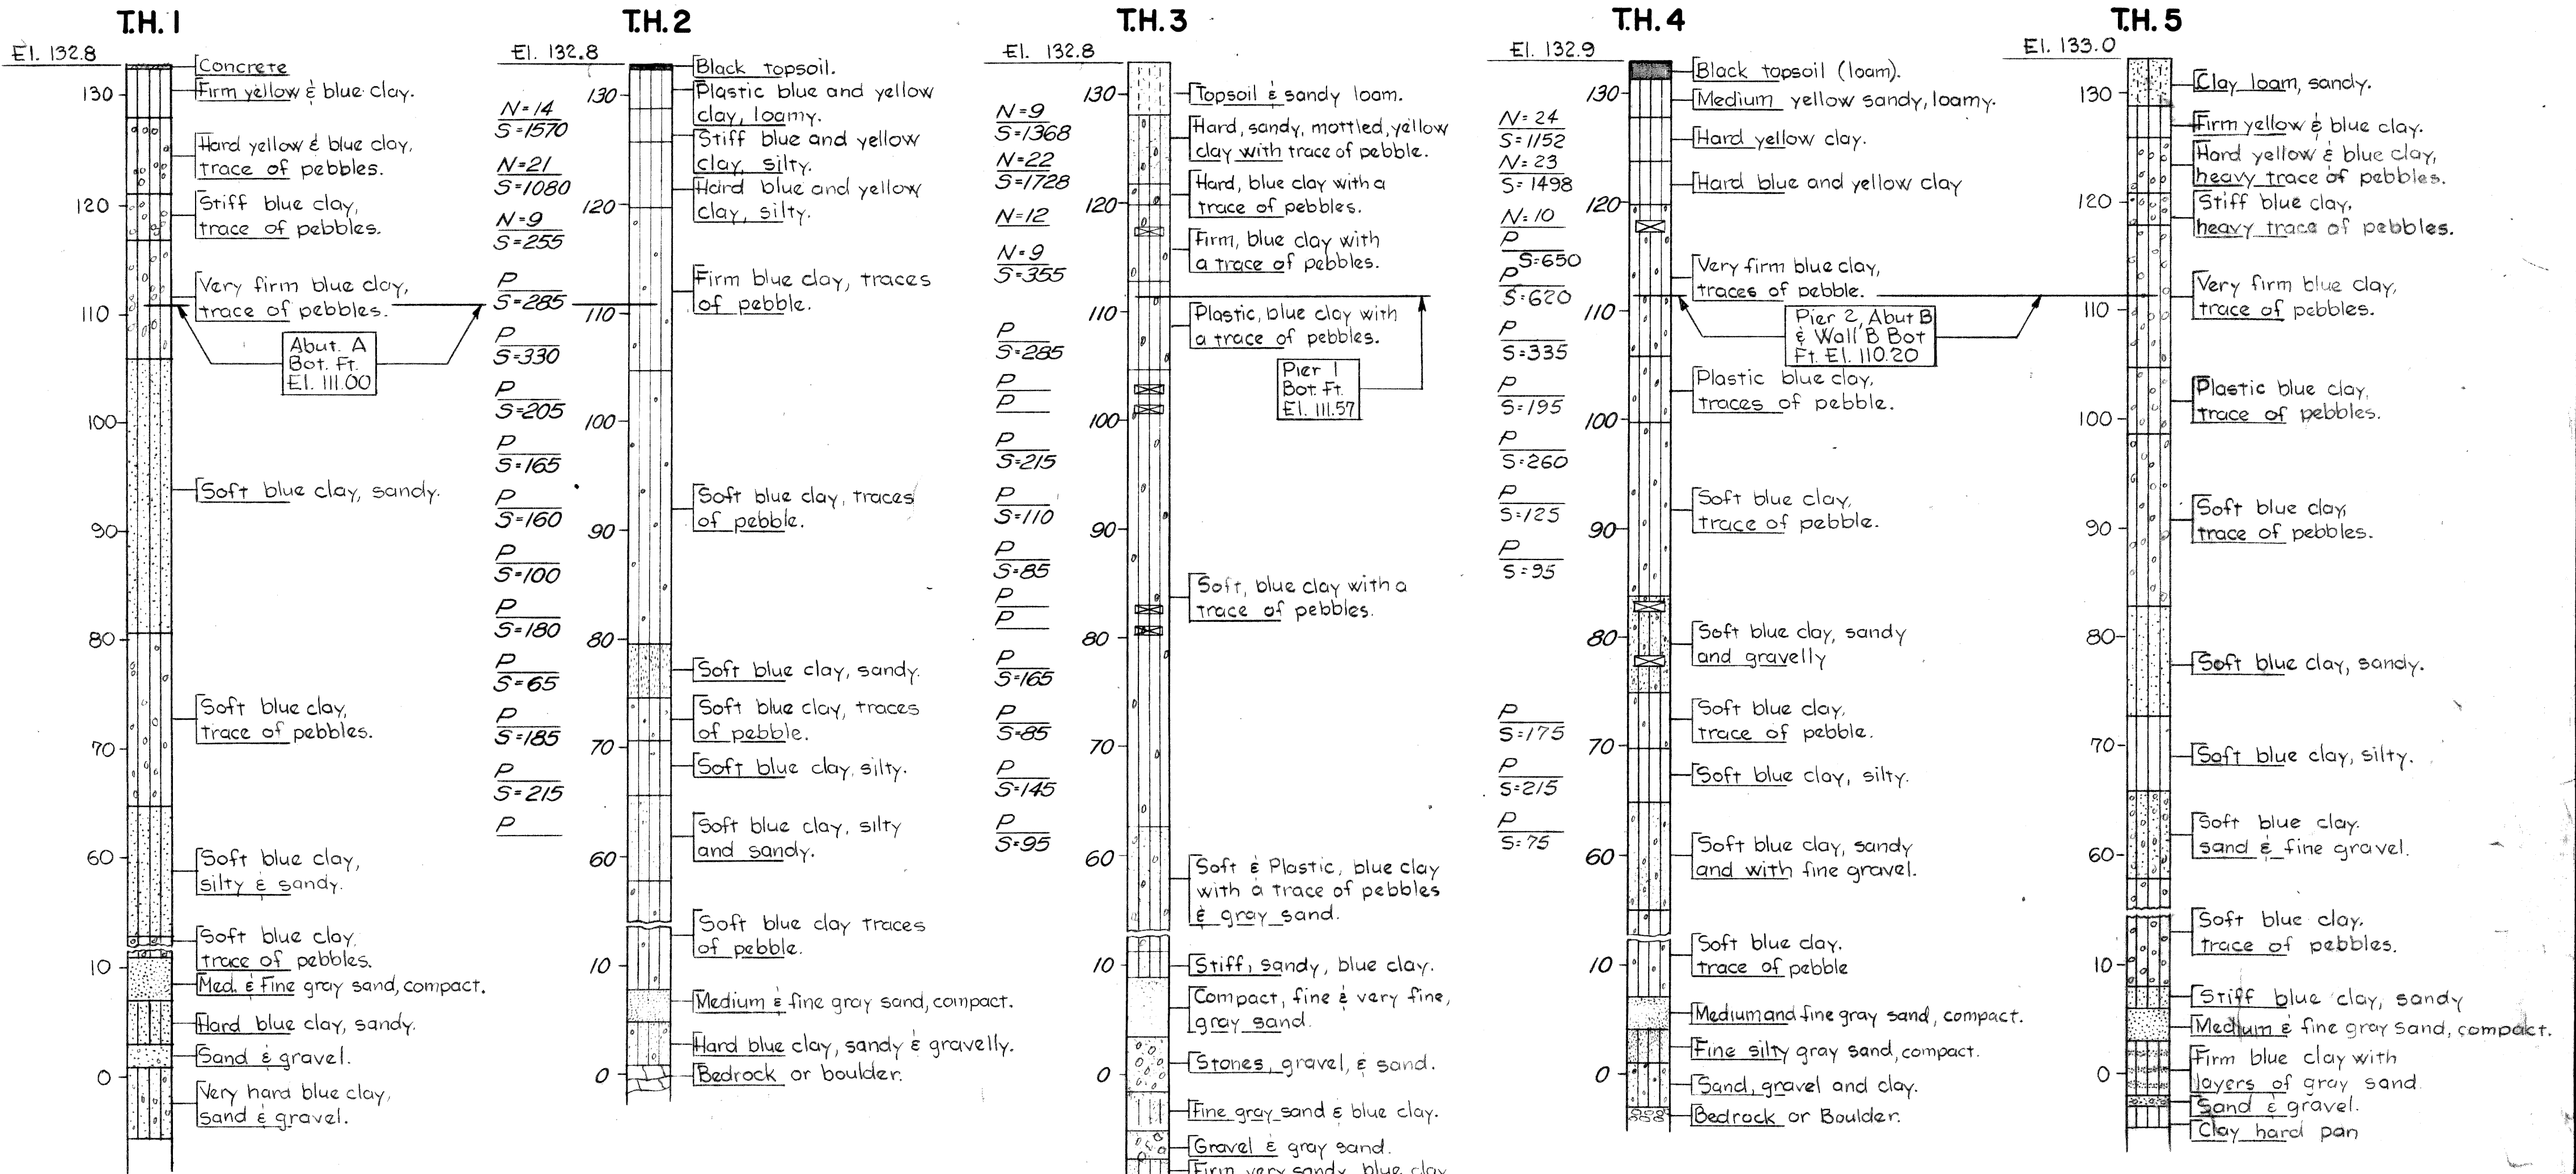 T.H. 1
El. 132.8
Concrete
Firm yellow & blue clay.
130
Hard yellow & blue clay,
trace of pebbles.
120
Stiff blue clay,
trace of pebbles.
Very firm blue clay,
trace of pebbles.
110
Abut. A
Bot. Ft.
El. 111.00
100
Soft blue clay, sandy.
90
80
Soft blue clay,
trace of pebbles.
70
60
Soft blue clay,
silty & sandy.
Soft blue clay,
trace of pebbles.
10
Med. & Fine gray sand, compact.
Hard blue clay, sandy.
Sand & gravel.
0
Very hard blue clay,
sand & gravel.
T.H. 2
El. 132.8
Black topsoil.
130
Plastic blue and yellow
clay, loamy.
N=14
S=1570
Stiff blue and yellow
clay, silty.
N=21
S=1080
Hard blue and yellow
clay, silty.
120
N=9
S=255
P
S=285
Firm blue clay, traces
of pebble.
110
P
S=330
P
S=205
100
P
S=165
P
S=160
Soft blue clay, traces
of pebble.
90
P
S=100
P
S=180
80
P
S=65
Soft blue clay, sandy.
P
S=185
Soft blue clay, traces
of pebble.
70
P
S=215
Soft blue clay, silty.
P
Soft blue clay, silty
and sandy.
60
Soft blue clay traces
of pebble.
10
Medium & fine gray sand, compact.
Hard blue clay, sandy & gravelly.
0
Bedrock or boulder.
T.H. 3
El. 132.8
130
Topsoil & sandy loam.
N=9
S=1368
Hard, sandy, mottled, yellow
clay with trace of pebble.
N=22
S=1728
Hard, blue clay with a
trace of pebbles.
120
N=12
Firm, blue clay with
a trace of pebbles.
N=9
S=355
110
Plastic, blue clay with
a trace of pebbles.
P
S=285
Pier 1
Bot. Ft.
El. 111.57
P
P
100
P
S=215
P
S=110
90
P
S=85
Soft, blue clay with a
trace of pebbles.
P
P
80
P
S=165
P
S=85
70
P
S=145
P
S=95
60
Soft & Plastic, blue clay
with a trace of pebbles
& gray sand.
10
Stiff, sandy, blue clay.
Compact, fine & very fine,
gray sand.
Stones, gravel, & sand.
0
Fine gray sand & blue clay.
Gravel & gray sand.
Firm very sandy, blue clay
T.H. 4
El. 132.9
Black topsoil (loam).
130
Medium yellow sandy, loamy.
N=24
S=1152
Hard yellow clay.
N=23
S=1498
Hard blue and yellow clay
120
N=10
P
S=650
P
S=620
Very firm blue clay,
traces of pebble.
110
Pier 2, Abut B
& Wall B Bot
Ft. El. 110.20
P
S=335
P
S=195
Plastic blue clay,
traces of pebble.
100
P
S=260
P
S=125
Soft blue clay,
trace of pebble.
90
P
S=95
80
Soft blue clay, sandy
and gravelly
P
S=175
Soft blue clay,
trace of pebble.
70
P
S=215
Soft blue clay, silty.
P
S=75
Soft blue clay, sandy
and with fine gravel.
60
Soft blue clay.
trace of pebble
10
Medium and fine gray sand, compact.
Fine silty gray sand, compact.
0
Sand, gravel and clay.
Bedrock or Boulder.
T.H. 5
El. 133.0
Clay loam, sandy.
130
Firm yellow & blue clay.
Hard yellow & blue clay,
heavy trace of pebbles.
120
Stiff blue clay,
heavy trace of pebbles.
Very firm blue clay,
trace of pebbles.
110
Plastic blue clay,
trace of pebbles.
100
Soft blue clay,
trace of pebbles.
90
80
Soft blue clay, sandy.
70
Soft blue clay, silty.
Soft blue clay.
sand & fine gravel.
60
Soft blue clay.
trace of pebbles.
10
Stiff blue clay, sandy
Medium & fine gray sand, compact.
Firm blue clay with
layers of gray sand
0
Sand & gravel.
Clay hard pan